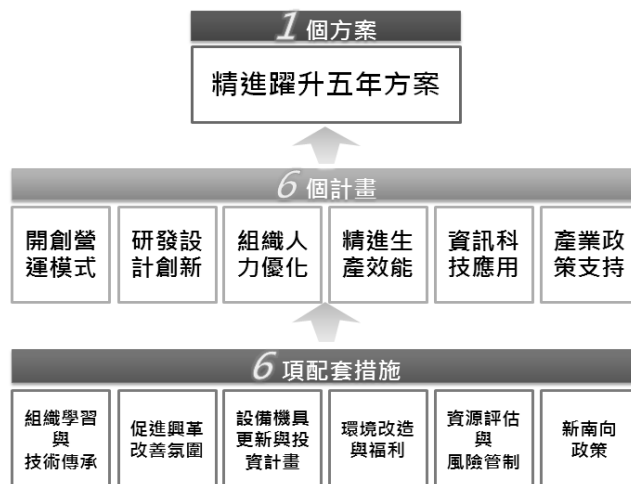 1 個方案
精進躍升五年方案
6 個計畫
開創營
運模式
研發設
計創新
組織人
力優化
精進生
產效能
資訊科
技應用
產業政
策支持
6 項配套措施
組織學習
與
技術傳承
促進興革
改善氛圍
設備機具
更新與投
資計畫
環境改造
與福利
資源評估
與
風險管制
新南向
政策